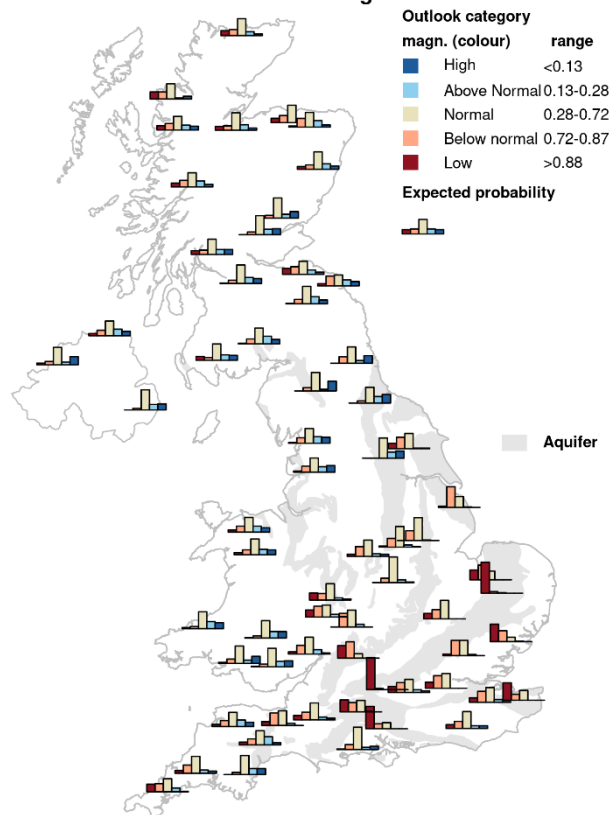 Outlook category
magn. (colour) range
High <0.13
Above Normal 0.13-0.28
Normal 0.28-0.72
Below normal 0.72-0.87
Low >0.88
Expected probability
Aquifer